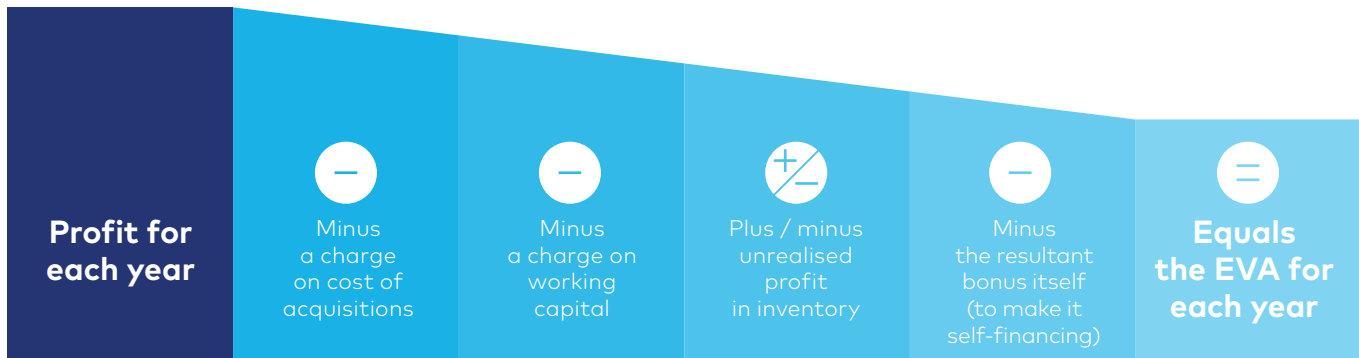 Profit for
each year
−
Minus
a charge
on cost of
acquisitions
−
Minus
a charge on
working
capital
+/−
Plus / minus
unrealised
profit
in inventory
−
Minus
the resultant
bonus itself
(to make it
self-financing)
=
Equals
the EVA for
each year